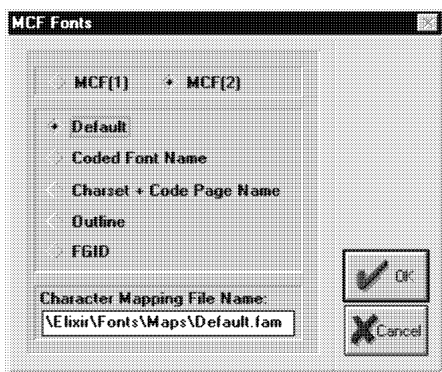 MCF Fonts
MCF(1) MCF(2)
Default
Coded Font Name
Charset + Code Page Name
Outline
FGID
OK
Character Mapping File Name:
\Elixir\Fonts\Maps\Default.fam
Cancel